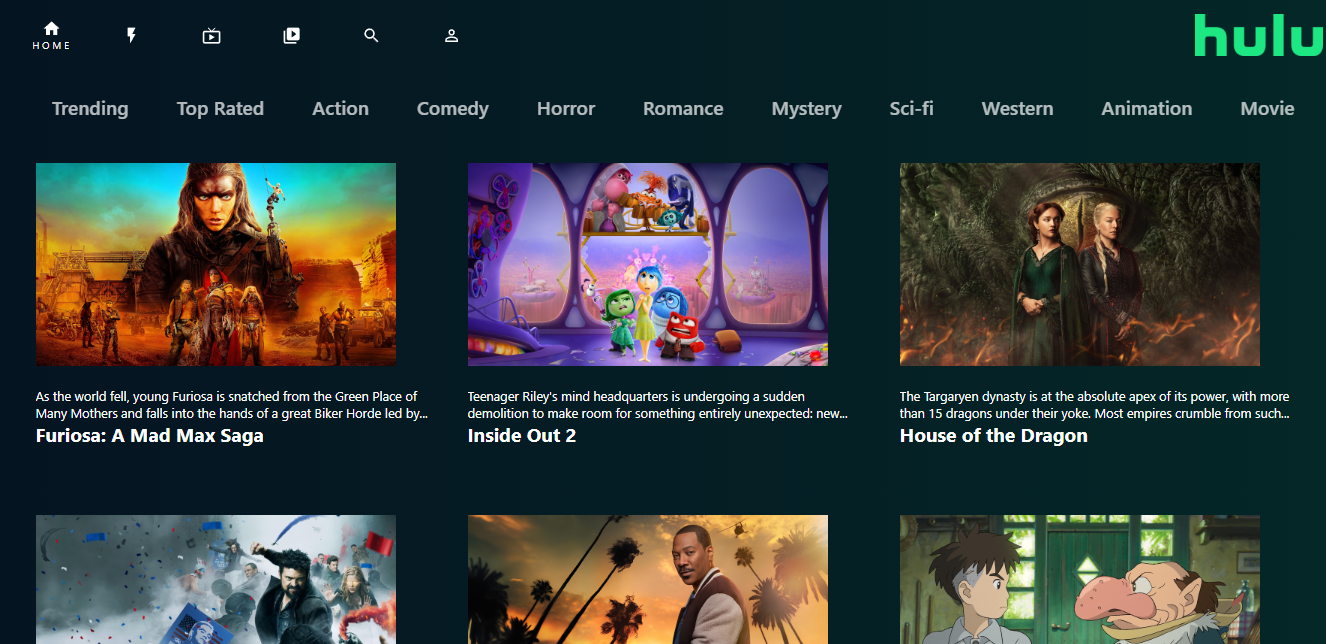 HOME
hulu
Trending Top Rated Action Comedy Horror Romance Mystery Sci-fi Western Animation Movie
As the world fell, young Furiosa is snatched from the Green Place of
Many Mothers and falls into the hands of a great Biker Horde led by...
Furiosa: A Mad Max Saga
Teenager Riley's mind headquarters is undergoing a sudden
demolition to make room for something entirely unexpected: new...
Inside Out 2
The Targaryen dynasty is at the absolute apex of its power, with more
than 15 dragons under their yoke. Most empires crumble from such...
House of the Dragon